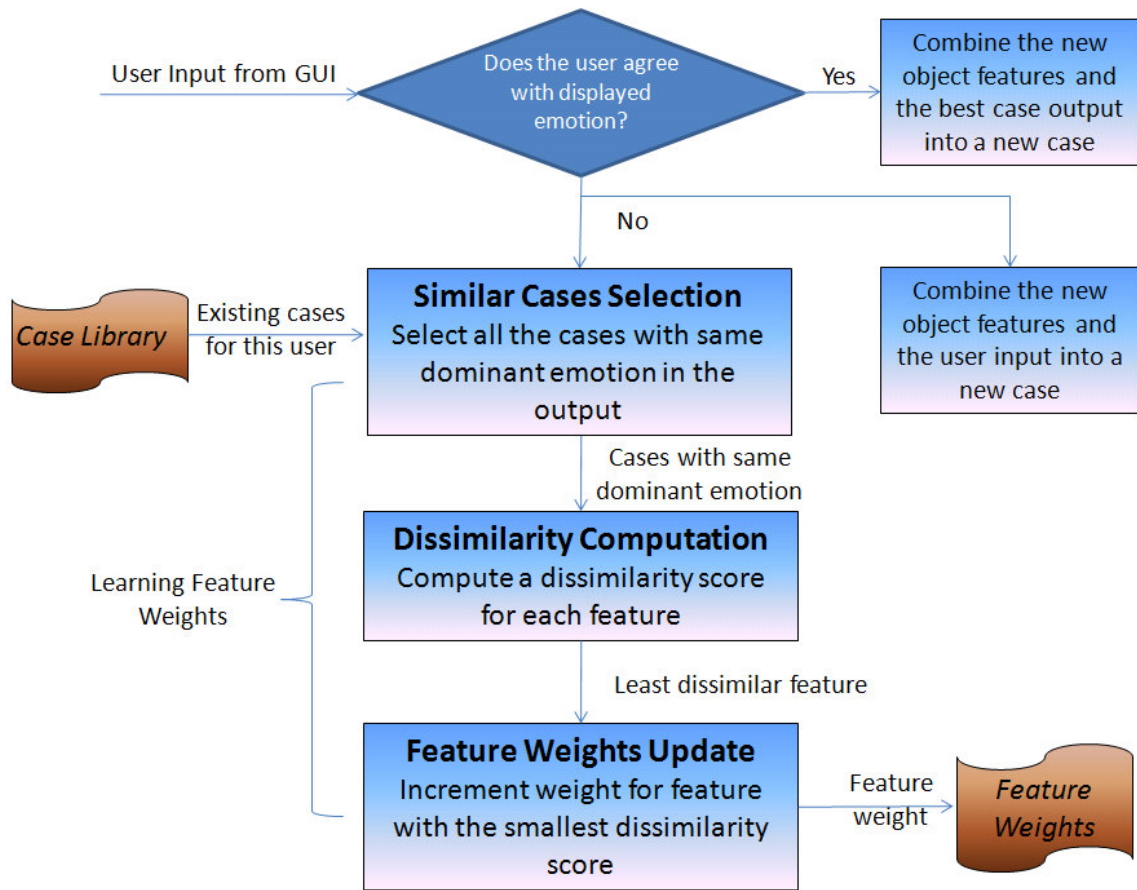 User Input from GUI
Does the user agree
with displayed
emotion?
Yes
Combine the new
object features and
the best case output
into a new case
No
Case Library
Existing cases
for this user
Similar Cases Selection
Select all the cases with same
dominant emotion in the
output
Combine the new
object features and
the user input into a
new case
Cases with same
dominant emotion
Learning Feature
Weights
Dissimilarity Computation
Compute a dissimilarity score
for each feature
Least dissimilar feature
Feature Weights Update
Increment weight for feature
with the smallest dissimilarity
score
Feature
weight
Feature
Weights